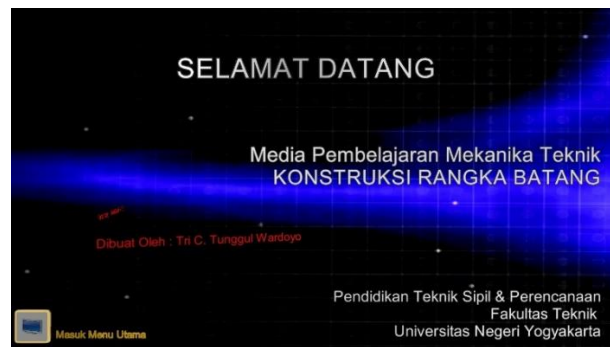 SELAMAT DATANG
Media Pembelajaran Mekanika Teknik
KONSTRUKSI RANGKA BATANG
Dibuat Oleh : Tri C. Tunggul Wardoyo
Pendidikan Teknik Sipil & Perencanaan
Fakultas Teknik
Universitas Negeri Yogyakarta
Masuk Menu Utama